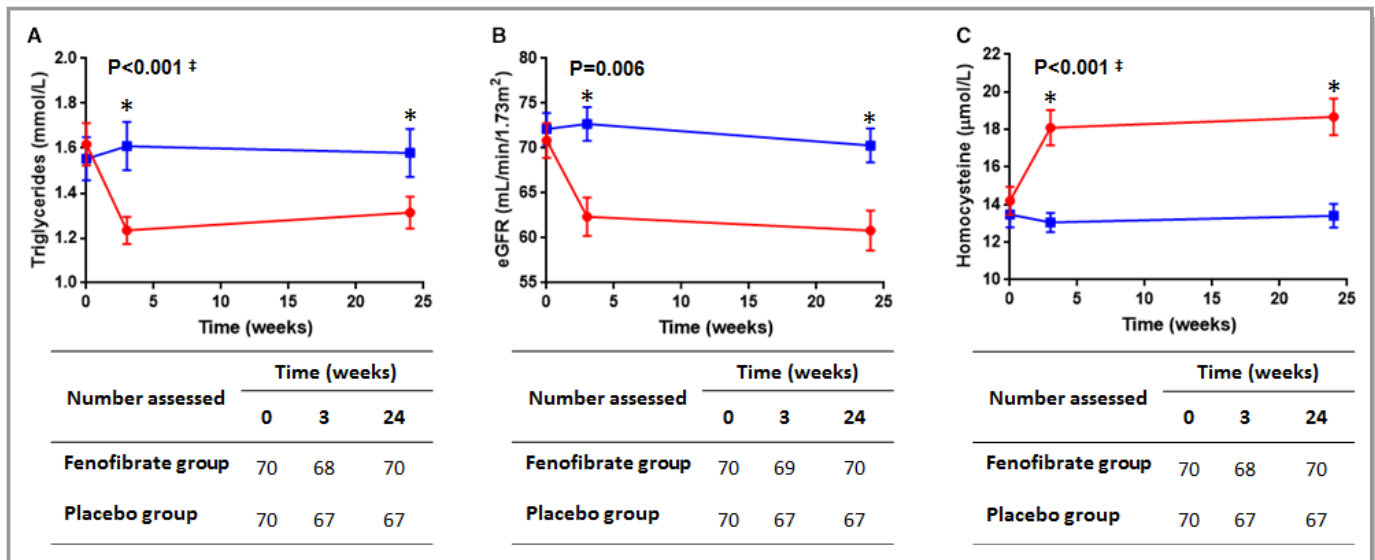 A
2.0
1.8
1.6
1.4
1.2
1.0
Triglycerides (mmol/L)
P<0.001 ‡
*
*
0 5 10 15 20 25
Time (weeks)
Number assessed
Time (weeks)
0 3 24
Fenofibrate group 70 68 70
Placebo group 70 67 67
B
80
75
70
65
60
55
eGFR (mL/min/1.73m²)
P=0.006
*
*
0 5 10 15 20 25
Time (weeks)
Number assessed
Time (weeks)
0 3 24
Fenofibrate group 70 69 70
Placebo group 70 67 67
C
22
20
18
16
14
12
10
Homocysteine (µmol/L)
P<0.001 ‡
*
*
0 5 10 15 20 25
Time (weeks)
Number assessed
Time (weeks)
0 3 24
Fenofibrate group 70 68 70
Placebo group 70 67 67